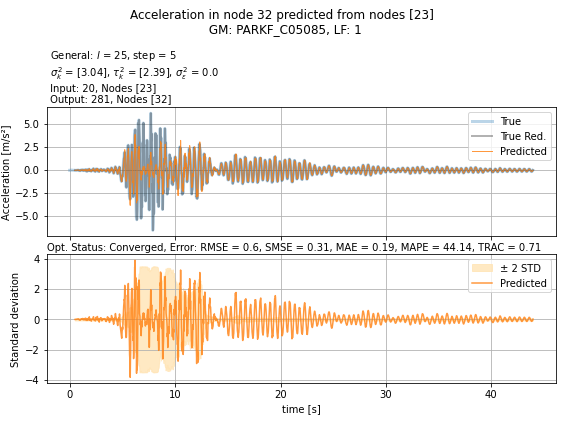 Acceleration in node 32 predicted from nodes [23]
GM: PARKF_C05085, LF: 1
General: l = 25, step = 5
σ²ₖ = [3.04], τ²ₖ = [2.39], σ²ε = 0.0
Input: 20, Nodes [23]
Output: 281, Nodes [32]
Acceleration [m/s²]
5.0
2.5
0.0
−2.5
−5.0
True
True Red.
Predicted
Opt. Status: Converged, Error: RMSE = 0.6, SMSE = 0.31, MAE = 0.19, MAPE = 44.14, TRAC = 0.71
Standard deviation
4
2
0
−2
−4
± 2 STD
Predicted
0 10 20 30 40
time [s]